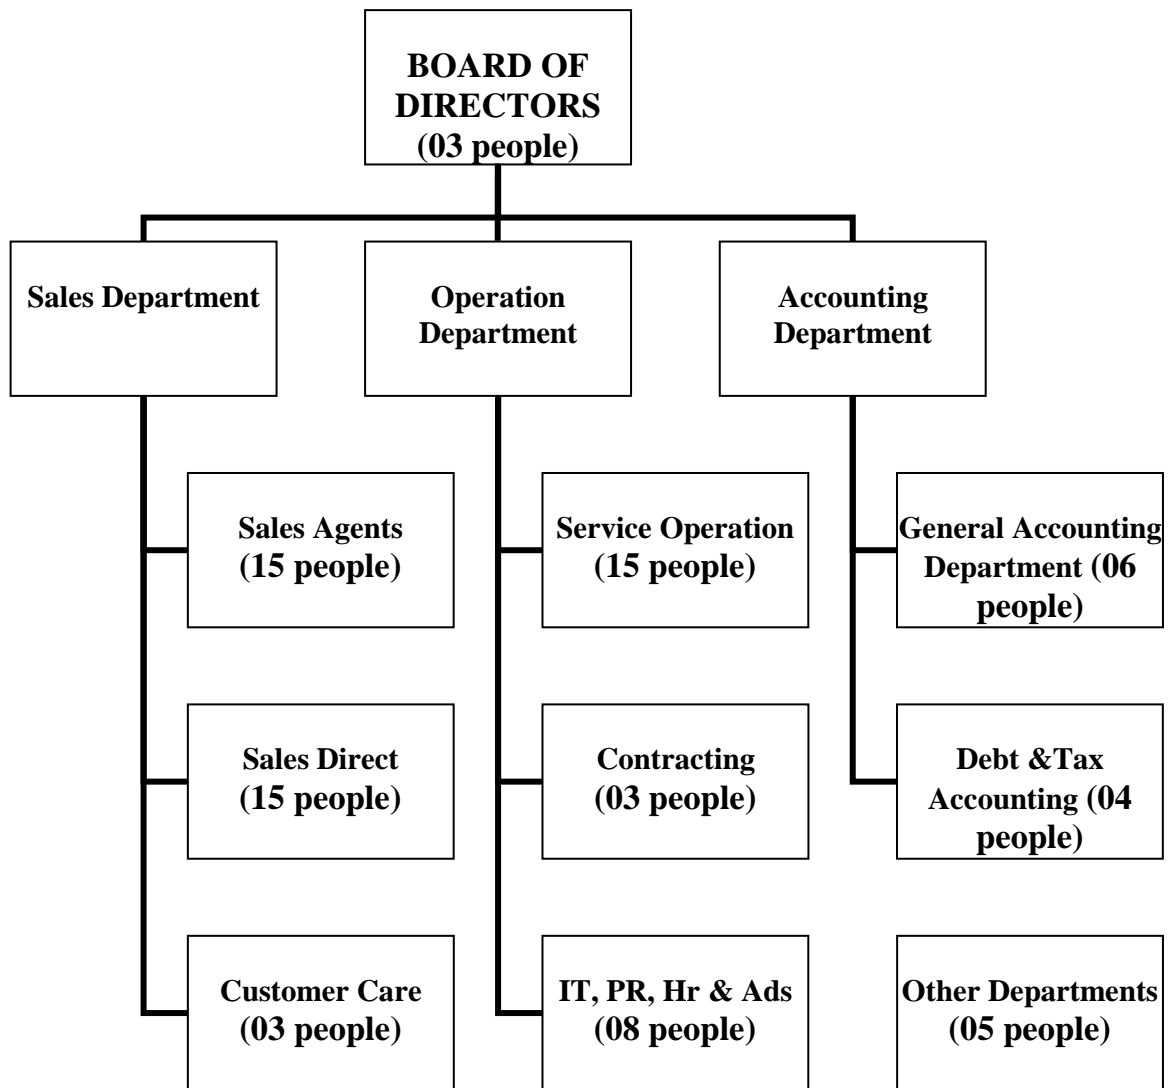 BOARD OF
DIRECTORS
(03 people)
Sales Department
Operation
Department
Accounting
Department
Sales Agents
(15 people)
Service Operation
(15 people)
General Accounting
Department (06
people)
Sales Direct
(15 people)
Contracting
(03 people)
Debt &Tax
Accounting (04
people)
Customer Care
(03 people)
IT, PR, Hr & Ads
(08 people)
Other Departments
(05 people)